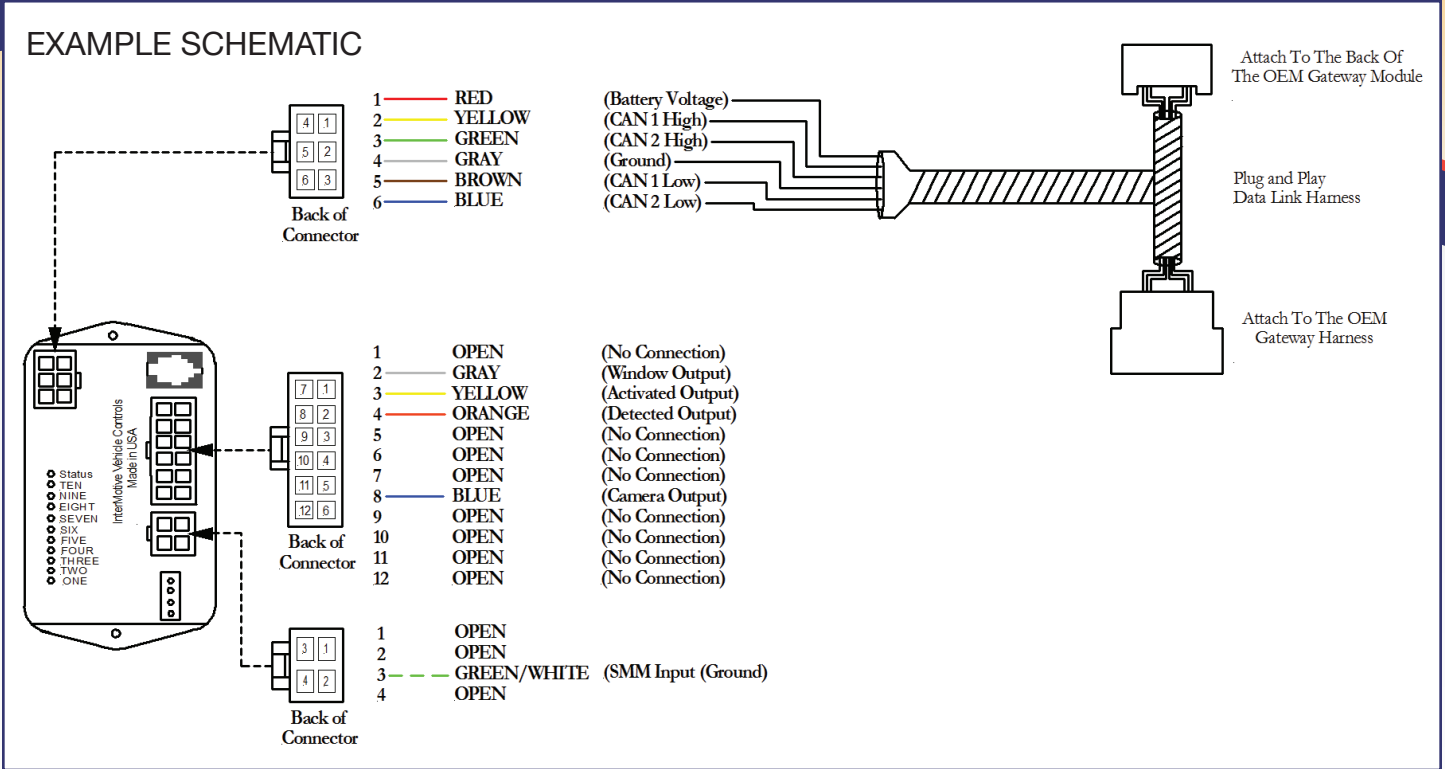 EXAMPLE SCHEMATIC
4 1
5 2
6 3
Back of
Connector
1 RED (Battery Voltage)
2 YELLOW (CAN 1 High)
3 GREEN (CAN 2 High)
4 GRAY (Ground)
5 BROWN (CAN 1 Low)
6 BLUE (CAN 2 Low)
Attach To The Back Of
The OEM Gateway Module
Plug and Play
Data Link Harness
Attach To The OEM
Gateway Harness
InterMotive Vehicle Controls
Made in USA
Status
TEN
NINE
EIGHT
SEVEN
SIX
FIVE
FOUR
THREE
TWO
ONE
7 1
8 2
9 3
10 4
11 5
12 6
Back of
Connector
1 OPEN (No Connection)
2 GRAY (Window Output)
3 YELLOW (Activated Output)
4 ORANGE (Detected Output)
5 OPEN (No Connection)
6 OPEN (No Connection)
7 OPEN (No Connection)
8 BLUE (Camera Output)
9 OPEN (No Connection)
10 OPEN (No Connection)
11 OPEN (No Connection)
12 OPEN (No Connection)
3 1
4 2
Back of
Connector
1 OPEN
2 OPEN
3 GREEN/WHITE (SMM Input (Ground)
4 OPEN